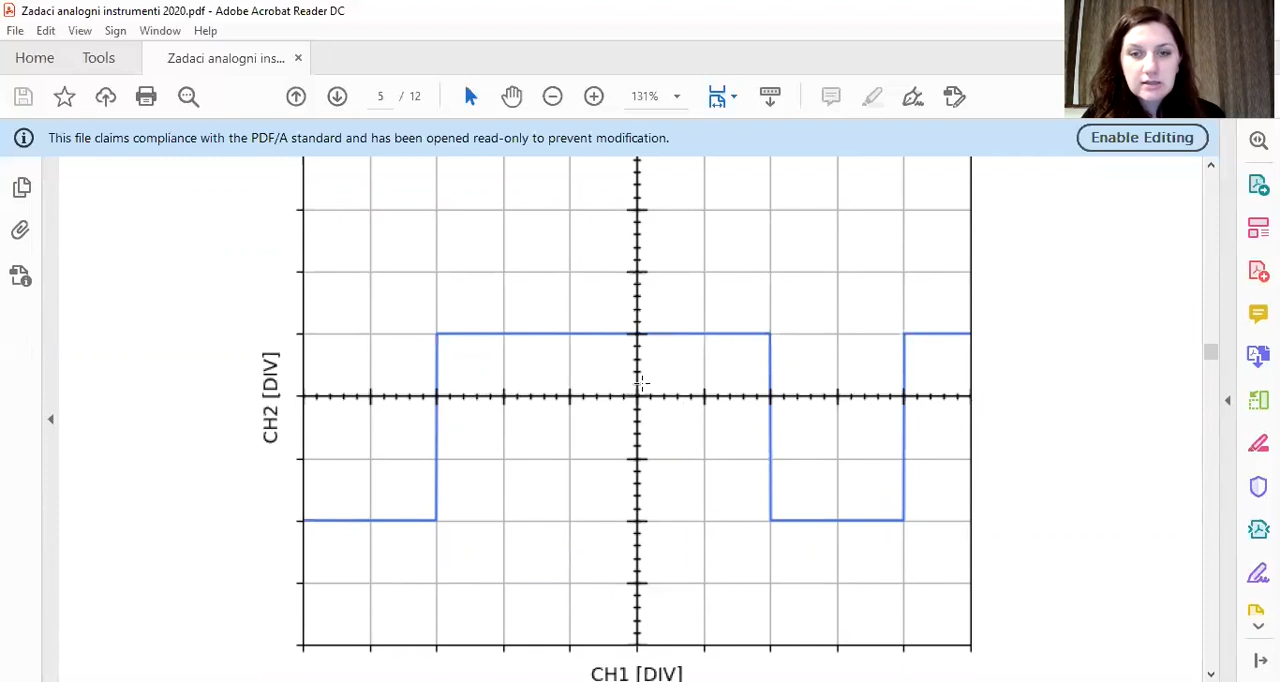 Zadaci analogni instrumenti 2020.pdf - Adobe Acrobat Reader DC
File Edit View Sign Window Help
Home Tools Zadaci analogni ins... ×
5 / 12 131%
This file claims compliance with the PDF/A standard and has been opened read-only to prevent modification. Enable Editing
CH2 [DIV]
CH1 [DIV]